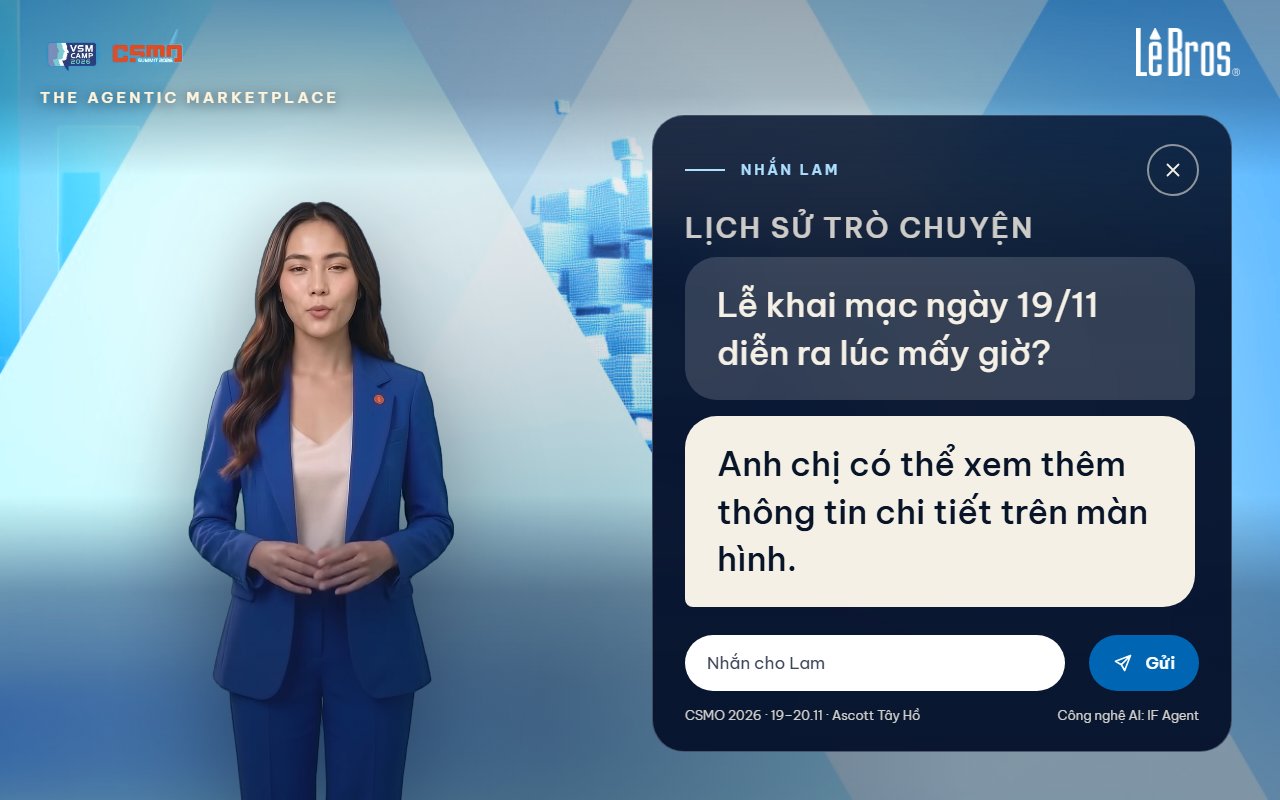 VSM
CAMP
2026
CSMO
SUMMIT 2026
THE AGENTIC MARKETPLACE
LêBros®
NHẮN LAM
LỊCH SỬ TRÒ CHUYỆN
Lễ khai mạc ngày 19/11
diễn ra lúc mấy giờ?
Anh chị có thể xem thêm
thông tin chi tiết trên màn
hình.
Nhắn cho Lam
Gửi
CSMO 2026 · 19–20.11 · Ascott Tây Hồ
Công nghệ AI: IF Agent